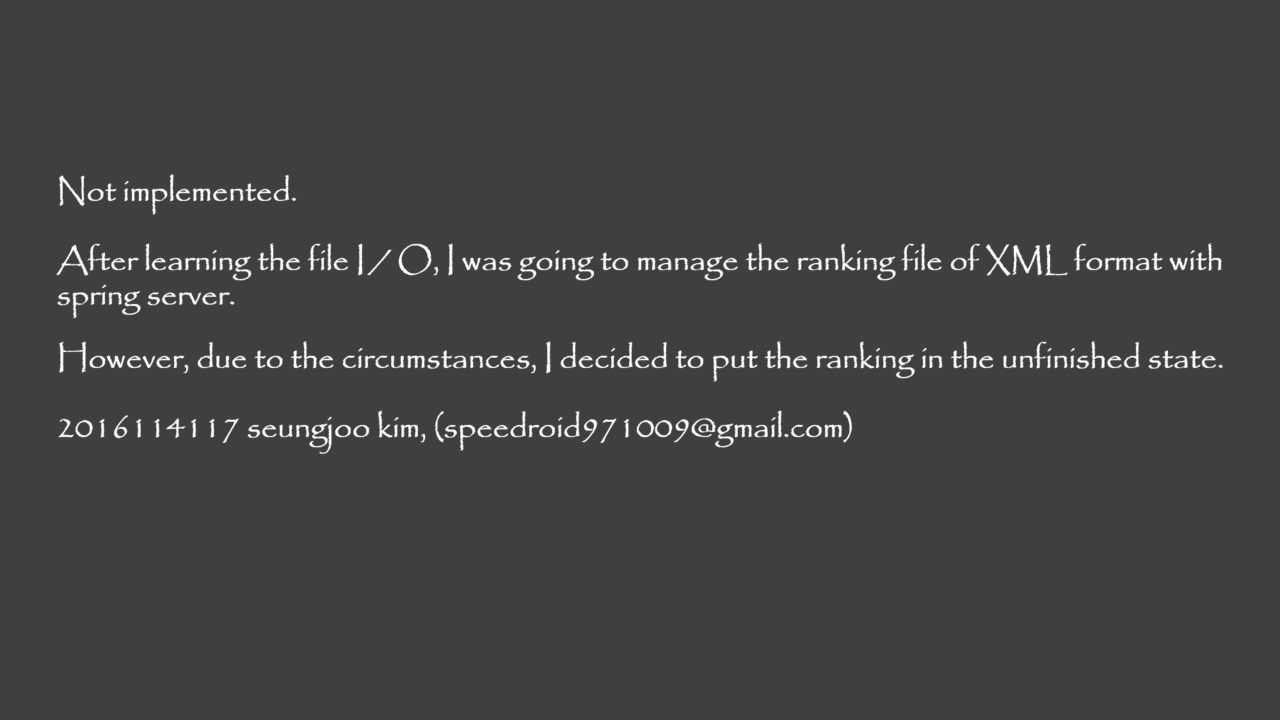 Not implemented.
After learning the file I / O, I was going to manage the ranking file of XML format with
spring server.
However, due to the circumstances, I decided to put the ranking in the unfinished state.
2016114117 seungjoo kim, (speedroid971009@gmail.com)